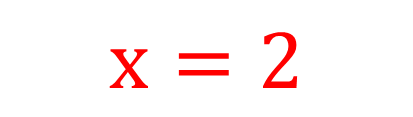 x = 2